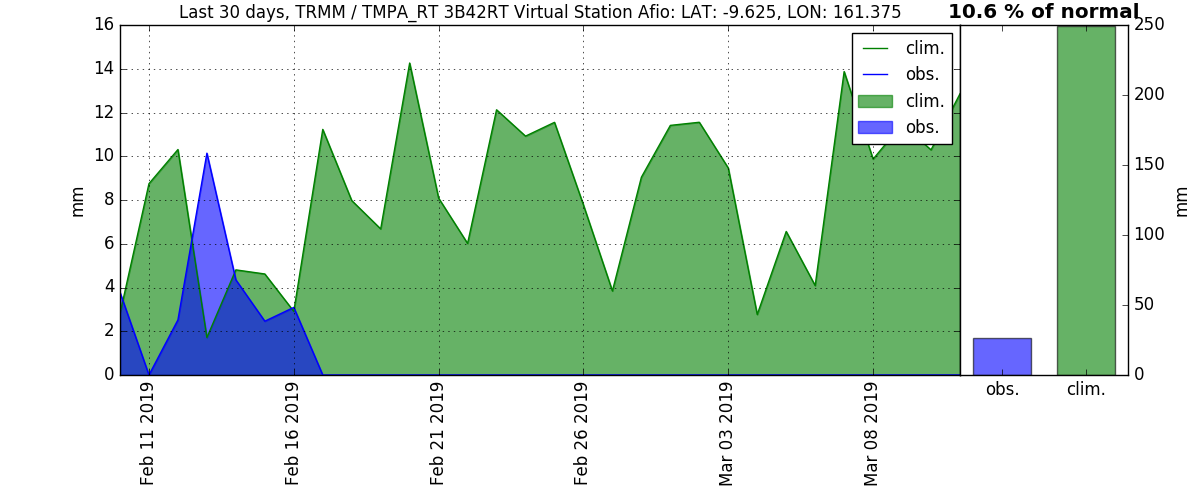 Last 30 days, TRMM / TMPA_RT 3B42RT Virtual Station Afio: LAT: -9.625, LON: 161.375
10.6 % of normal
16
14
12
10
8
6
4
2
0
mm
clim.
obs.
clim.
obs.
Feb 11 2019
Feb 16 2019
Feb 21 2019
Feb 26 2019
Mar 03 2019
Mar 08 2019
250
200
150
100
50
0
mm
obs.
clim.